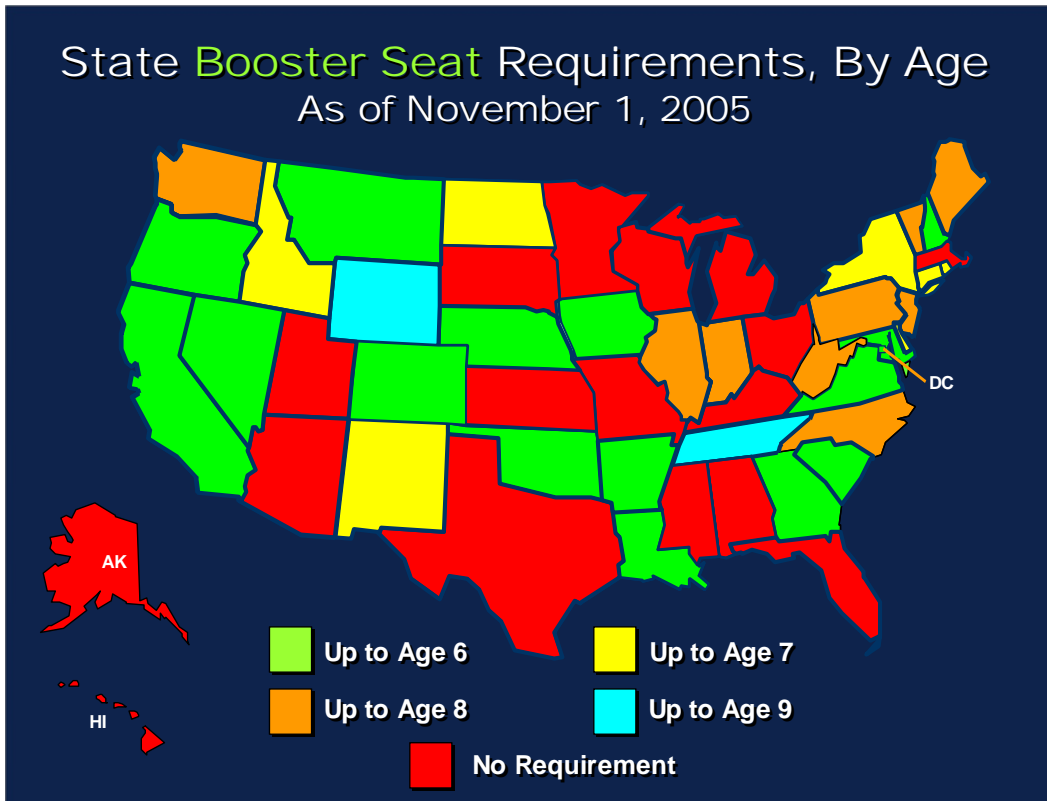 State Booster Seat Requirements, By Age
As of November 1, 2005
DC
AK
HI
Up to Age 6
Up to Age 7
Up to Age 8
Up to Age 9
No Requirement